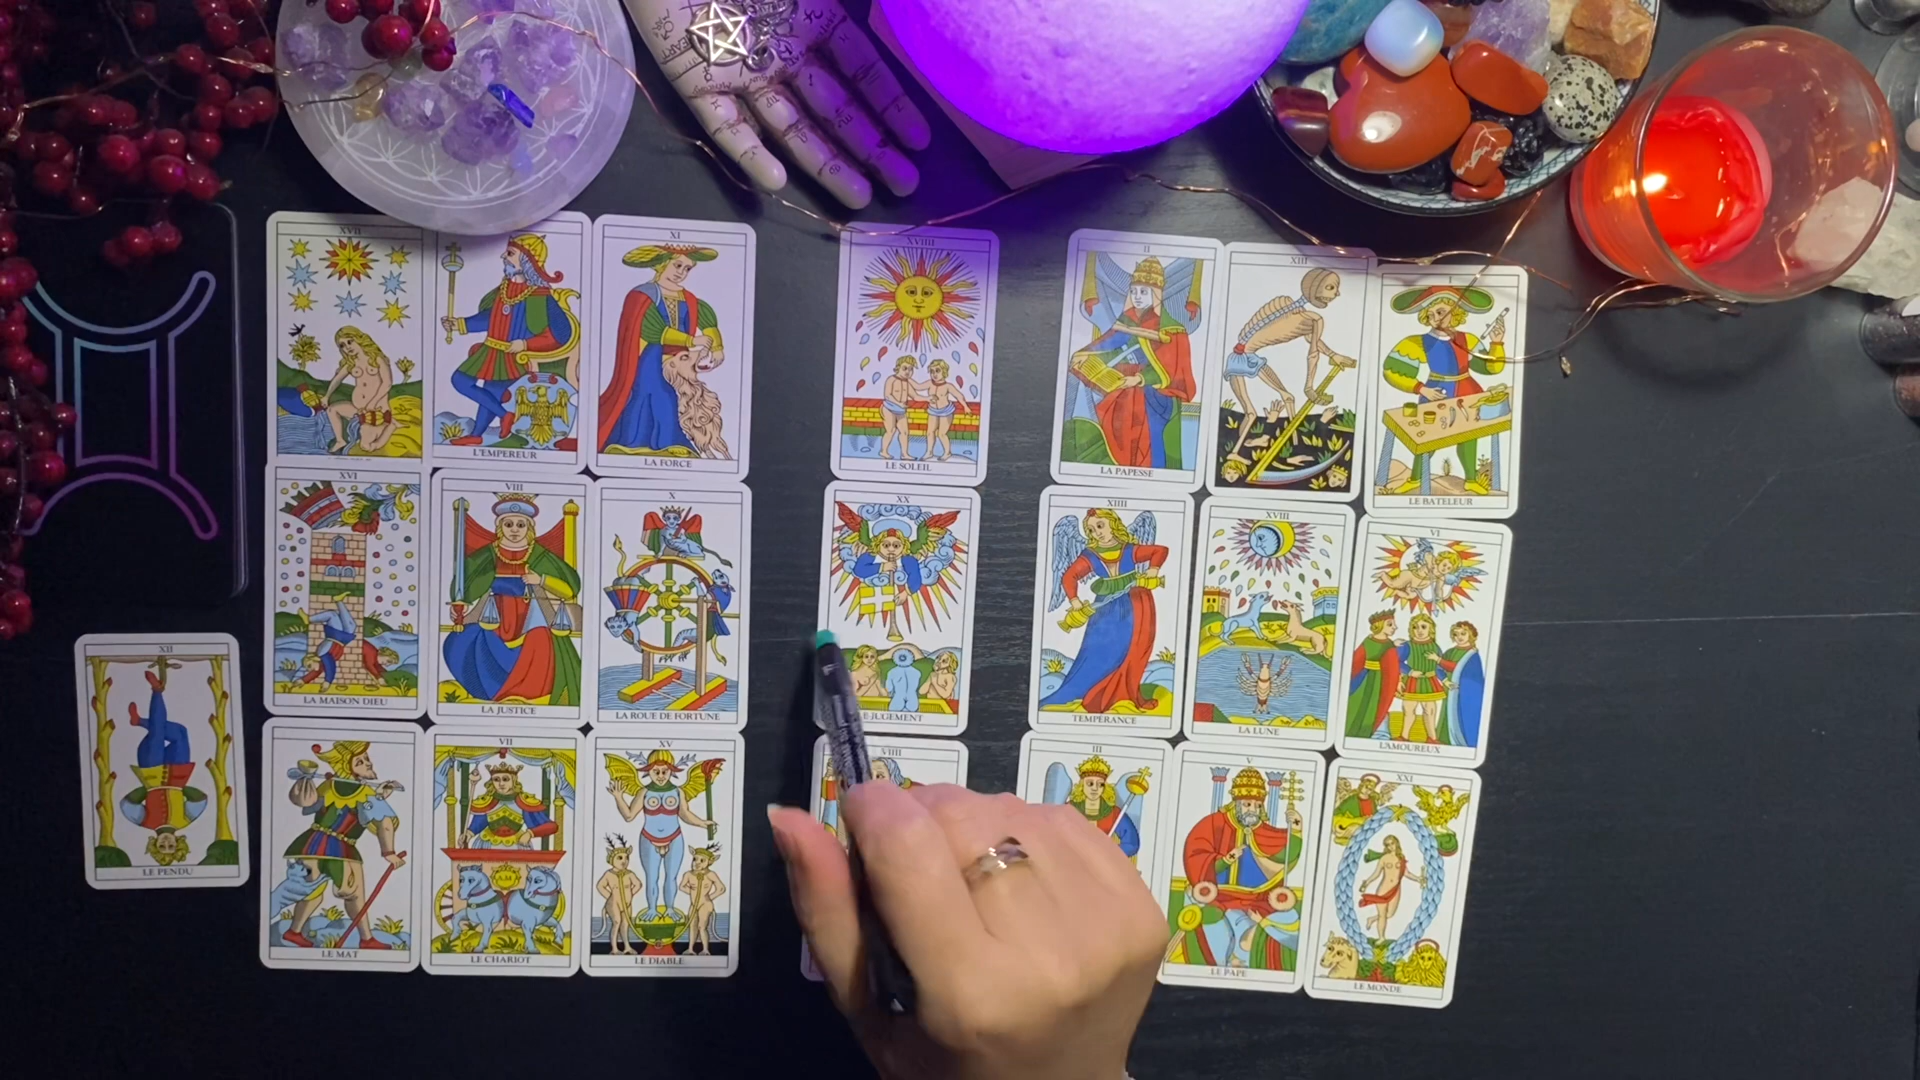 XVII
L'EMPEREUR
XI
LA FORCE
XVIIII
LE SOLEIL
II
LA PAPESSE
XIII
I
LE BATELEUR
XVI
LA MAISON DIEU
VIII
LA JUSTICE
X
LA ROUE DE FORTUNE
XX
E JUGEMENT
XIIII
TEMPÉRANCE
XVIII
LA LUNE
VI
L'AMOUREUX
XII
LE PENDU
LE MAT
VII
LE CHARIOT
XV
LE DIABLE
VIIII
III
V
LE PAPE
XXI
LE MONDE